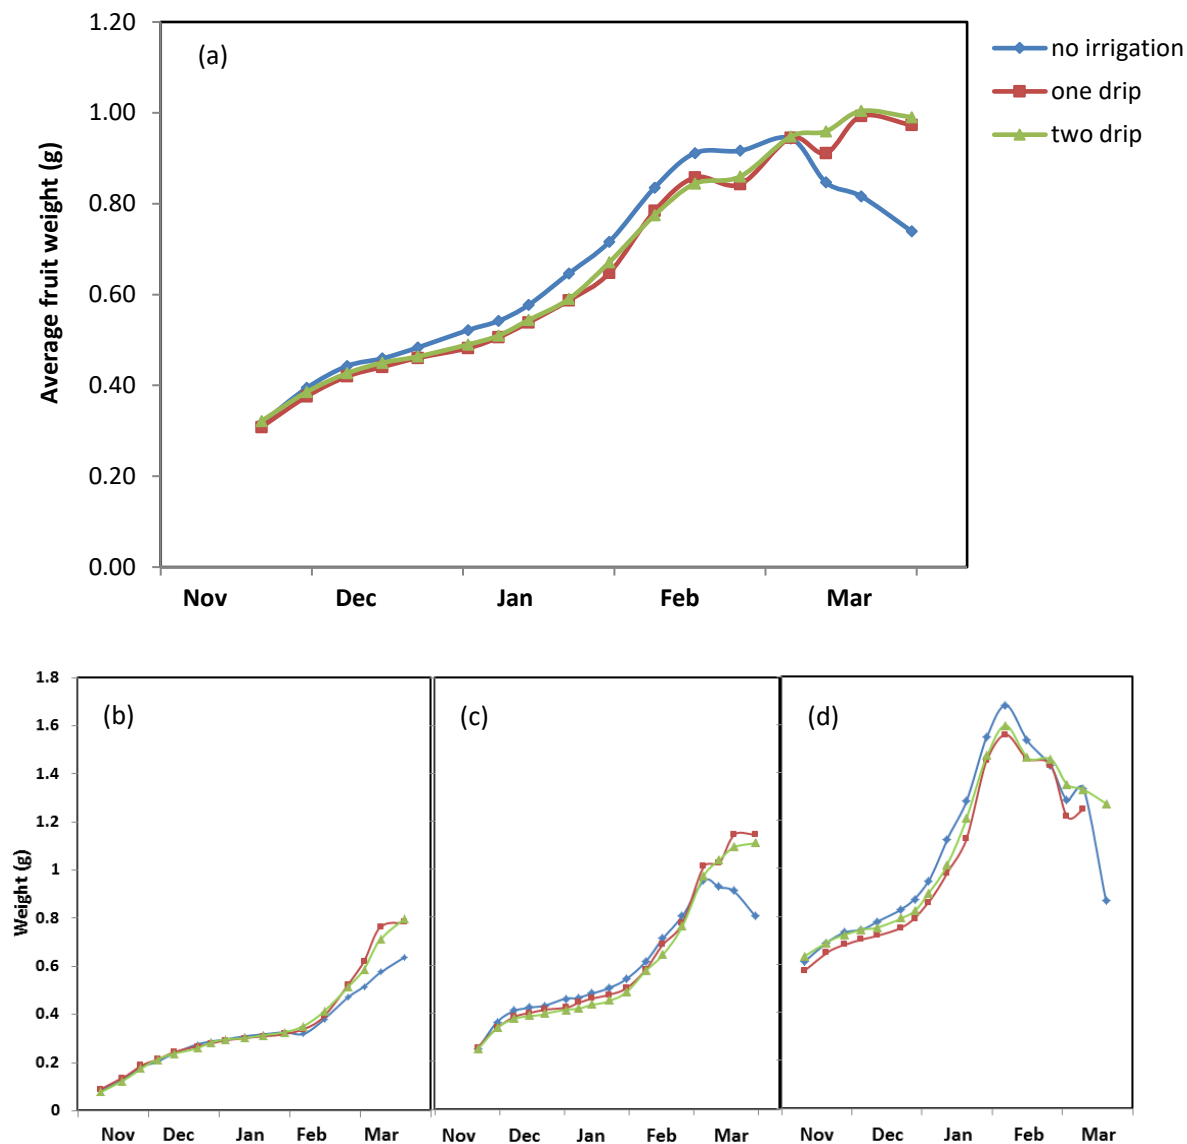 1.20
(a)
no irrigation
one drip
two drip
1.00
0.80
0.60
0.40
0.20
0.00
Average fruit weight (g)
Nov Dec Jan Feb Mar
1.8
1.6
1.4
1.2
1
0.8
0.6
0.4
0.2
0
Weight (g)
(b) (c) (d)
Nov Dec Jan Feb Mar Nov Dec Jan Feb Mar Nov Dec Jan Feb Mar